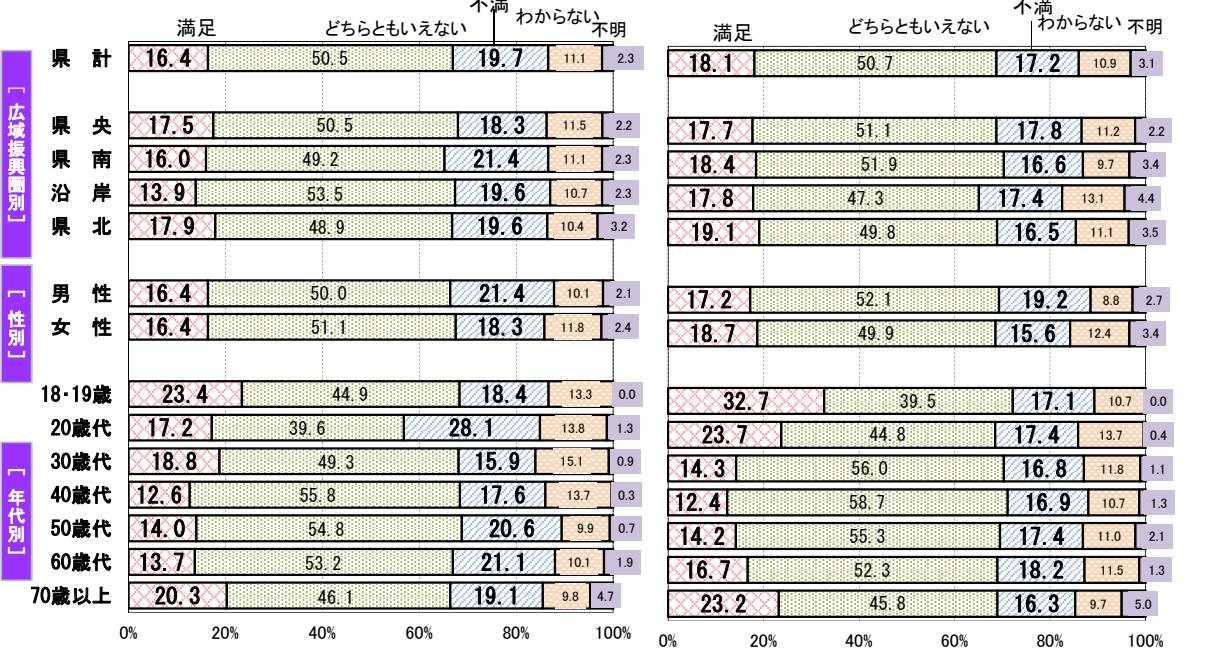 満足 どちらともいえない 不満 わからない 不明 満足 どちらともいえない 不満 わからない 不明
[広域振興圏別]
県 計 16.4 50.5 19.7 11.1 2.3 18.1 50.7 17.2 10.9 3.1
県 央 17.5 50.5 18.3 11.5 2.2 17.7 51.1 17.8 11.2 2.2
県 南 16.0 49.2 21.4 11.1 2.3 18.4 51.9 16.6 9.7 3.4
沿 岸 13.9 53.5 19.6 10.7 2.3 17.8 47.3 17.4 13.1 4.4
県 北 17.9 48.9 19.6 10.4 3.2 19.1 49.8 16.5 11.1 3.5
[性別]
男 性 16.4 50.0 21.4 10.1 2.1 17.2 52.1 19.2 8.8 2.7
女 性 16.4 51.1 18.3 11.8 2.4 18.7 49.9 15.6 12.4 3.4
[年代別]
18・19歳 23.4 44.9 18.4 13.3 0.0 32.7 39.5 17.1 10.7 0.0
20歳代 17.2 39.6 28.1 13.8 1.3 23.7 44.8 17.4 13.7 0.4
30歳代 18.8 49.3 15.9 15.1 0.9 14.3 56.0 16.8 11.8 1.1
40歳代 12.6 55.8 17.6 13.7 0.3 12.4 58.7 16.9 10.7 1.3
50歳代 14.0 54.8 20.6 9.9 0.7 14.2 55.3 17.4 11.0 2.1
60歳代 13.7 53.2 21.1 10.1 1.9 16.7 52.3 18.2 11.5 1.3
70歳以上 20.3 46.1 19.1 9.8 4.7 23.2 45.8 16.3 9.7 5.0
0% 20% 40% 60% 80% 100% 0% 20% 40% 60% 80% 100%